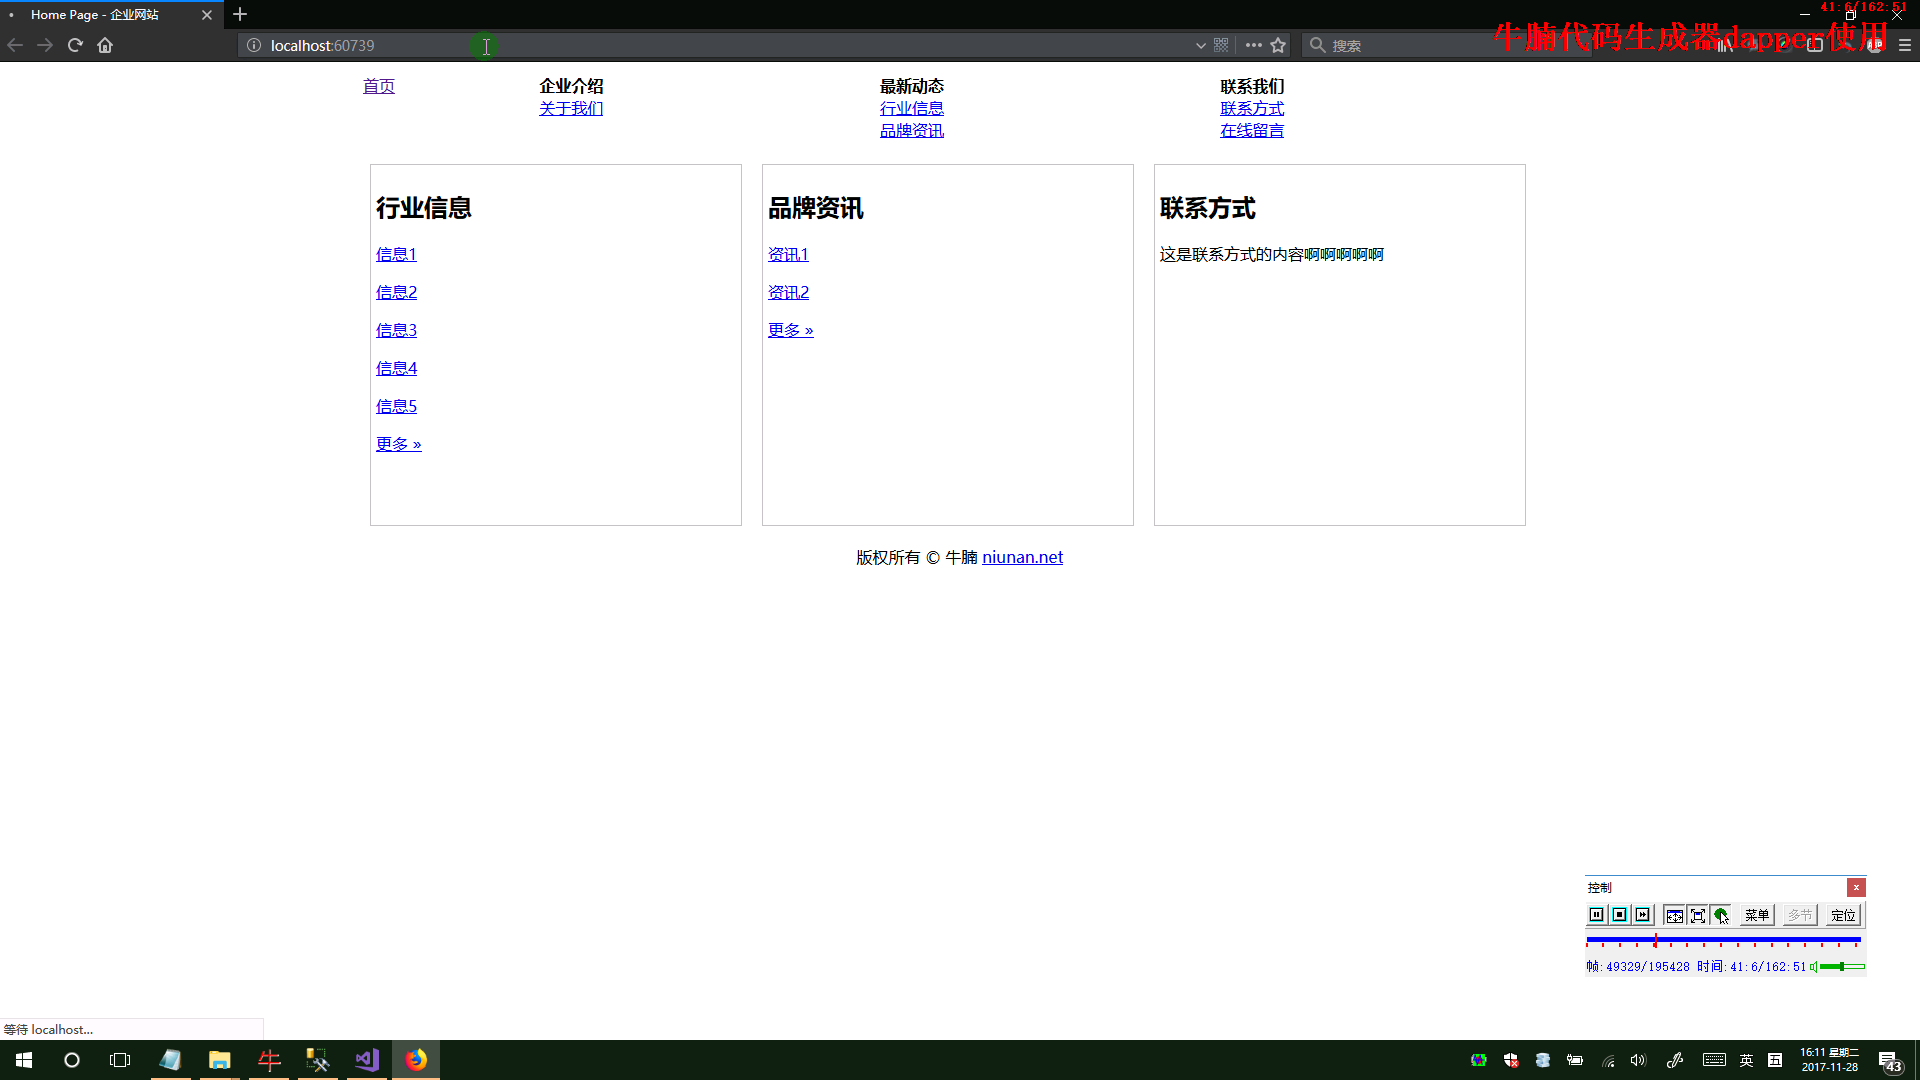 Home Page - 企业网站
41:6/162:51
牛腩代码生成器dapper使用
localhost:60739
搜索
首页
企业介绍
关于我们
最新动态
行业信息
品牌资讯
联系我们
联系方式
在线留言
行业信息
信息1
信息2
信息3
信息4
信息5
更多 »
品牌资讯
资讯1
资讯2
更多 »
联系方式
这是联系方式的内容啊啊啊啊啊
版权所有 © 牛腩 niunan.net
控制
菜单 多节 定位
帧:49329/195428 时间:41:6/162:51
等待 localhost...
牛
英
五
16:11 星期二
2017-11-28
43